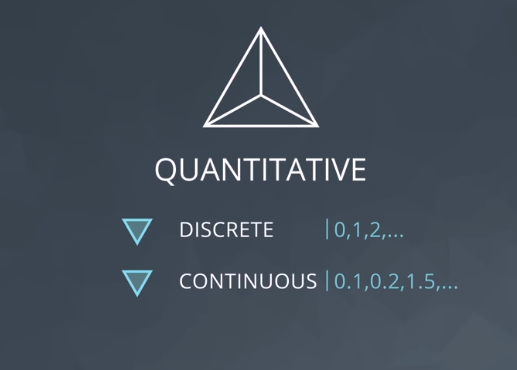 QUANTITATIVE
DISCRETE | 0,1,2,...
CONTINUOUS | 0.1,0.2,1.5,...